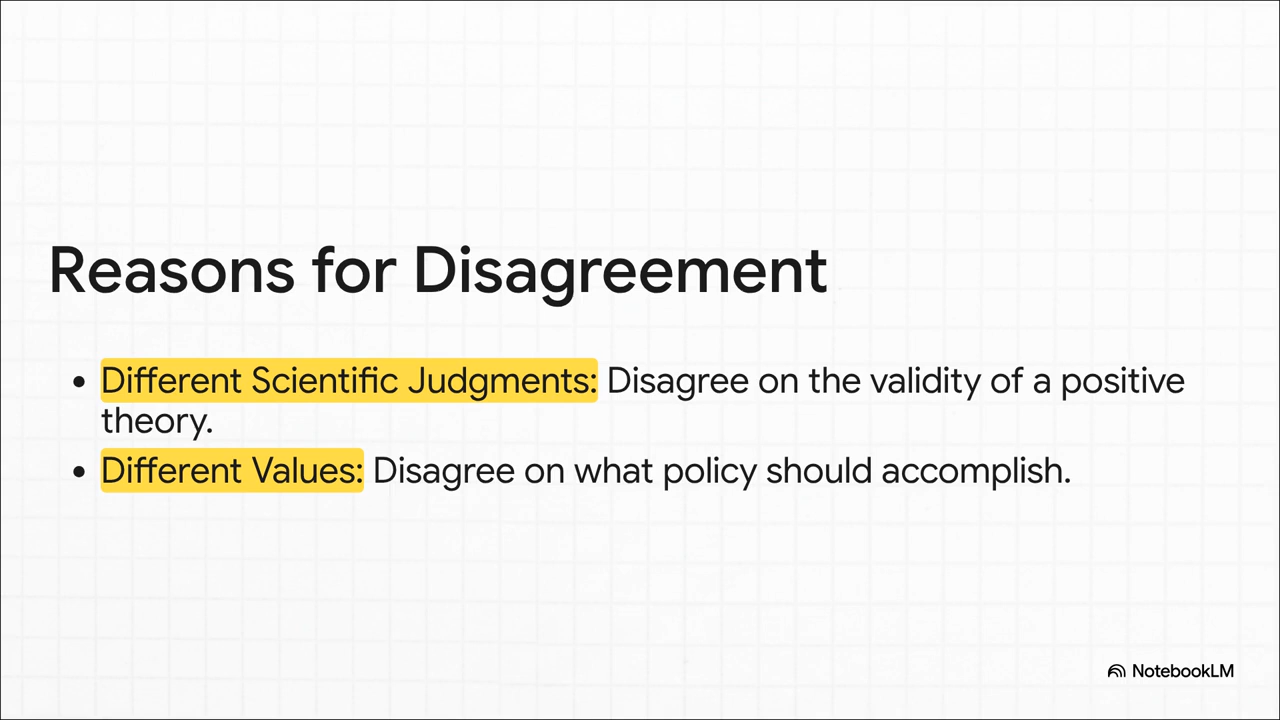 Reasons for Disagreement
• Different Scientific Judgments: Disagree on the validity of a positive
theory.
• Different Values: Disagree on what policy should accomplish.
NotebookLM